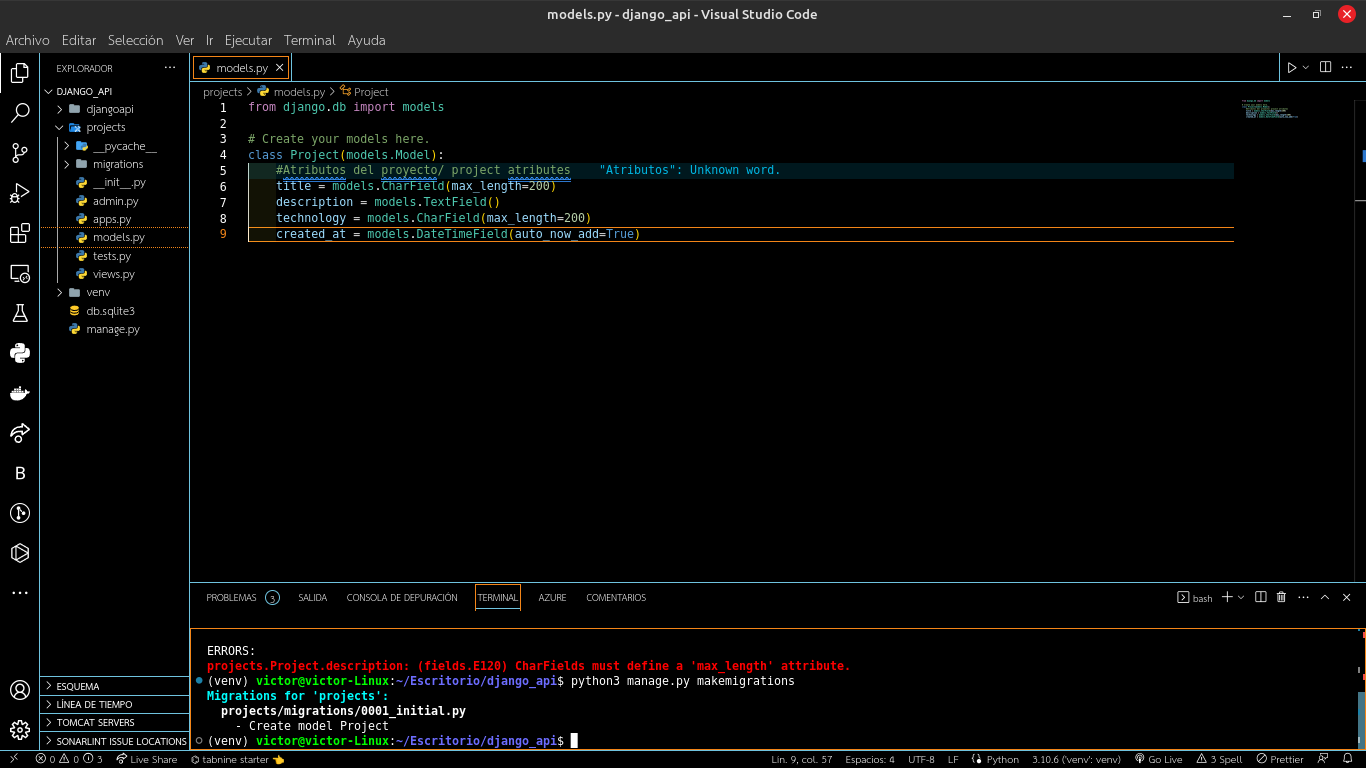 models.py - django_api - Visual Studio Code
Archivo Editar Selección Ver Ir Ejecutar Terminal Ayuda
EXPLORADOR
DJANGO_API
djangoapi
projects
__pycache__
migrations
__init__.py
admin.py
apps.py
models.py
tests.py
views.py
venv
db.sqlite3
manage.py
ESQUEMA
LÍNEA DE TIEMPO
TOMCAT SERVERS
SONARLINT ISSUE LOCATIONS
models.py
projects > models.py > Project
1 from django.db import models
2
3 # Create your models here.
4 class Project(models.Model):
5 #Atributos del proyecto/ project atributes "Atributos": Unknown word.
6 title = models.CharField(max_length=200)
7 description = models.TextField()
8 technology = models.CharField(max_length=200)
9 created_at = models.DateTimeField(auto_now_add=True)
PROBLEMAS 3 SALIDA CONSOLA DE DEPURACIÓN TERMINAL AZURE COMENTARIOS bash
ERRORS:
projects.Project.description: (fields.E120) CharFields must define a 'max_length' attribute.
(venv) victor@victor-Linux:~/Escritorio/django_api$ python3 manage.py makemigrations
Migrations for 'projects':
projects/migrations/0001_initial.py
- Create model Project
(venv) victor@victor-Linux:~/Escritorio/django_api$
0 0 3 Live Share tabnine starter Lín. 9, col. 57 Espacios: 4 UTF-8 LF Python 3.10.6 ('venv': venv) Go Live 3 Spell Prettier